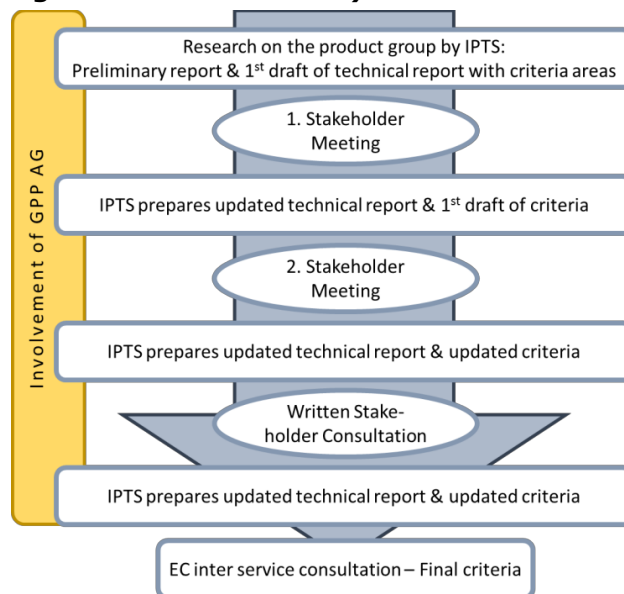 Research on the product group by IPTS:
Preliminary report & 1st draft of technical report with criteria areas
1. Stakeholder
Meeting
IPTS prepares updated technical report & 1st draft of criteria
2. Stakeholder
Meeting
IPTS prepares updated technical report & updated criteria
Written Stake-
holder Consultation
IPTS prepares updated technical report & updated criteria
EC inter service consultation – Final criteria
Involvement of GPP AG